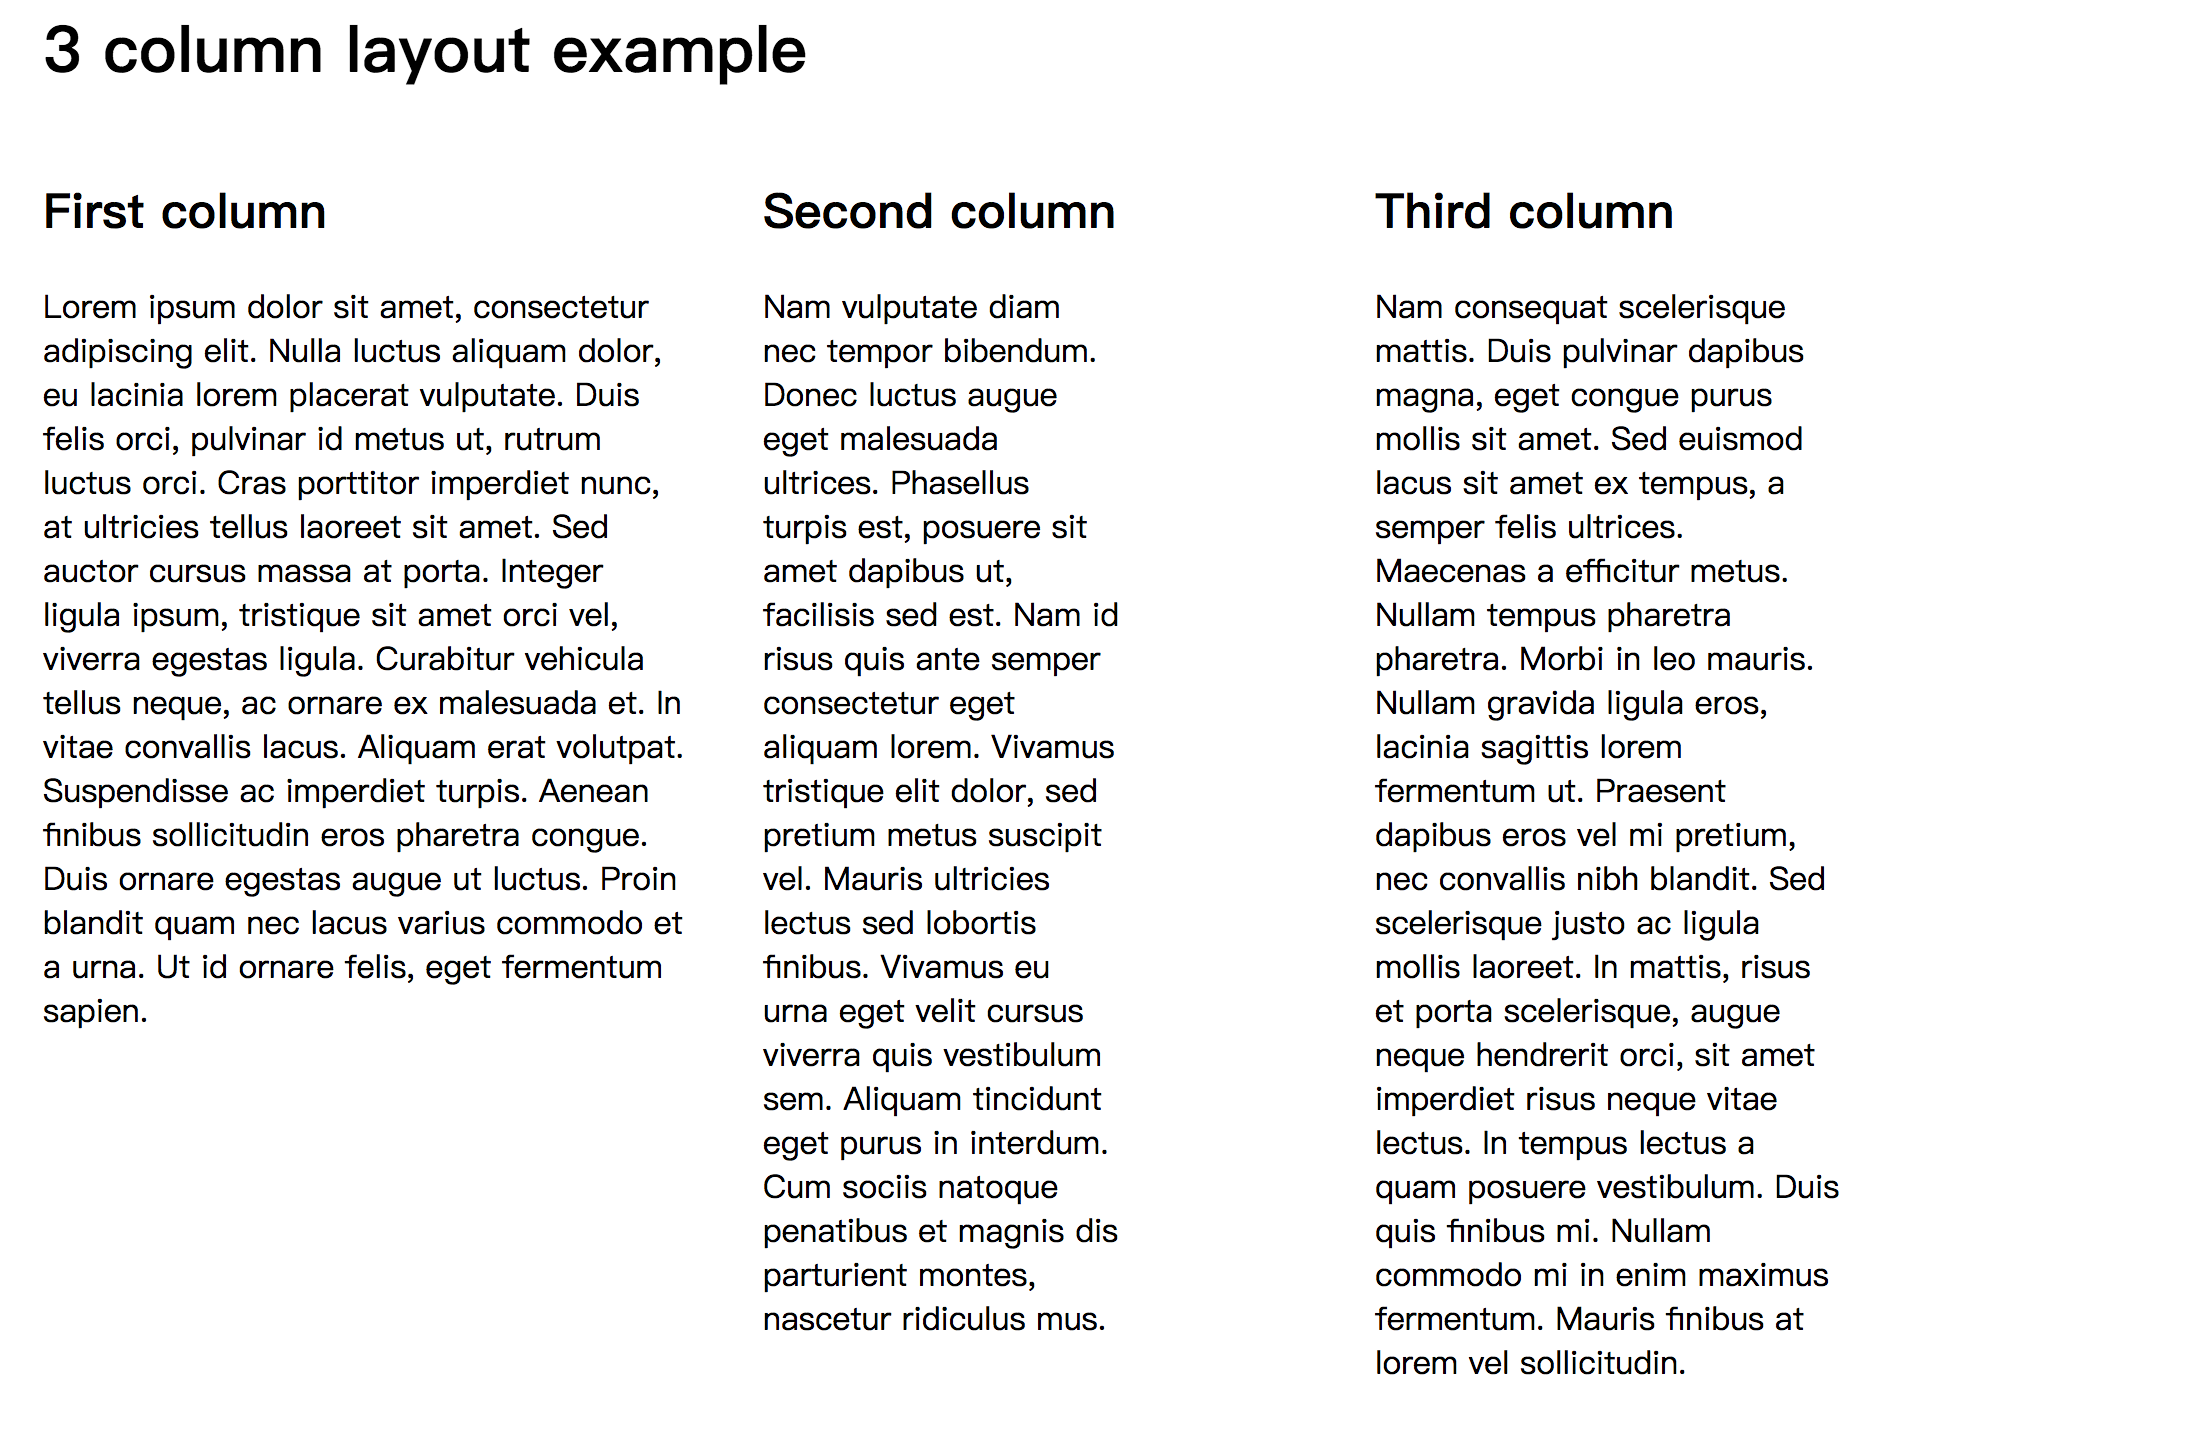 3 column layout example
First column
Lorem ipsum dolor sit amet, consectetur
adipiscing elit. Nulla luctus aliquam dolor,
eu lacinia lorem placerat vulputate. Duis
felis orci, pulvinar id metus ut, rutrum
luctus orci. Cras porttitor imperdiet nunc,
at ultricies tellus laoreet sit amet. Sed
auctor cursus massa at porta. Integer
ligula ipsum, tristique sit amet orci vel,
viverra egestas ligula. Curabitur vehicula
tellus neque, ac ornare ex malesuada et. In
vitae convallis lacus. Aliquam erat volutpat.
Suspendisse ac imperdiet turpis. Aenean
finibus sollicitudin eros pharetra congue.
Duis ornare egestas augue ut luctus. Proin
blandit quam nec lacus varius commodo et
a urna. Ut id ornare felis, eget fermentum
sapien.
Second column
Nam vulputate diam
nec tempor bibendum.
Donec luctus augue
eget malesuada
ultrices. Phasellus
turpis est, posuere sit
amet dapibus ut,
facilisis sed est. Nam id
risus quis ante semper
consectetur eget
aliquam lorem. Vivamus
tristique elit dolor, sed
pretium metus suscipit
vel. Mauris ultricies
lectus sed lobortis
finibus. Vivamus eu
urna eget velit cursus
viverra quis vestibulum
sem. Aliquam tincidunt
eget purus in interdum.
Cum sociis natoque
penatibus et magnis dis
parturient montes,
nascetur ridiculus mus.
Third column
Nam consequat scelerisque
mattis. Duis pulvinar dapibus
magna, eget congue purus
mollis sit amet. Sed euismod
lacus sit amet ex tempus, a
semper felis ultrices.
Maecenas a efficitur metus.
Nullam tempus pharetra
pharetra. Morbi in leo mauris.
Nullam gravida ligula eros,
lacinia sagittis lorem
fermentum ut. Praesent
dapibus eros vel mi pretium,
nec convallis nibh blandit. Sed
scelerisque justo ac ligula
mollis laoreet. In mattis, risus
et porta scelerisque, augue
neque hendrerit orci, sit amet
imperdiet risus neque vitae
lectus. In tempus lectus a
quam posuere vestibulum. Duis
quis finibus mi. Nullam
commodo mi in enim maximus
fermentum. Mauris finibus at
lorem vel sollicitudin.